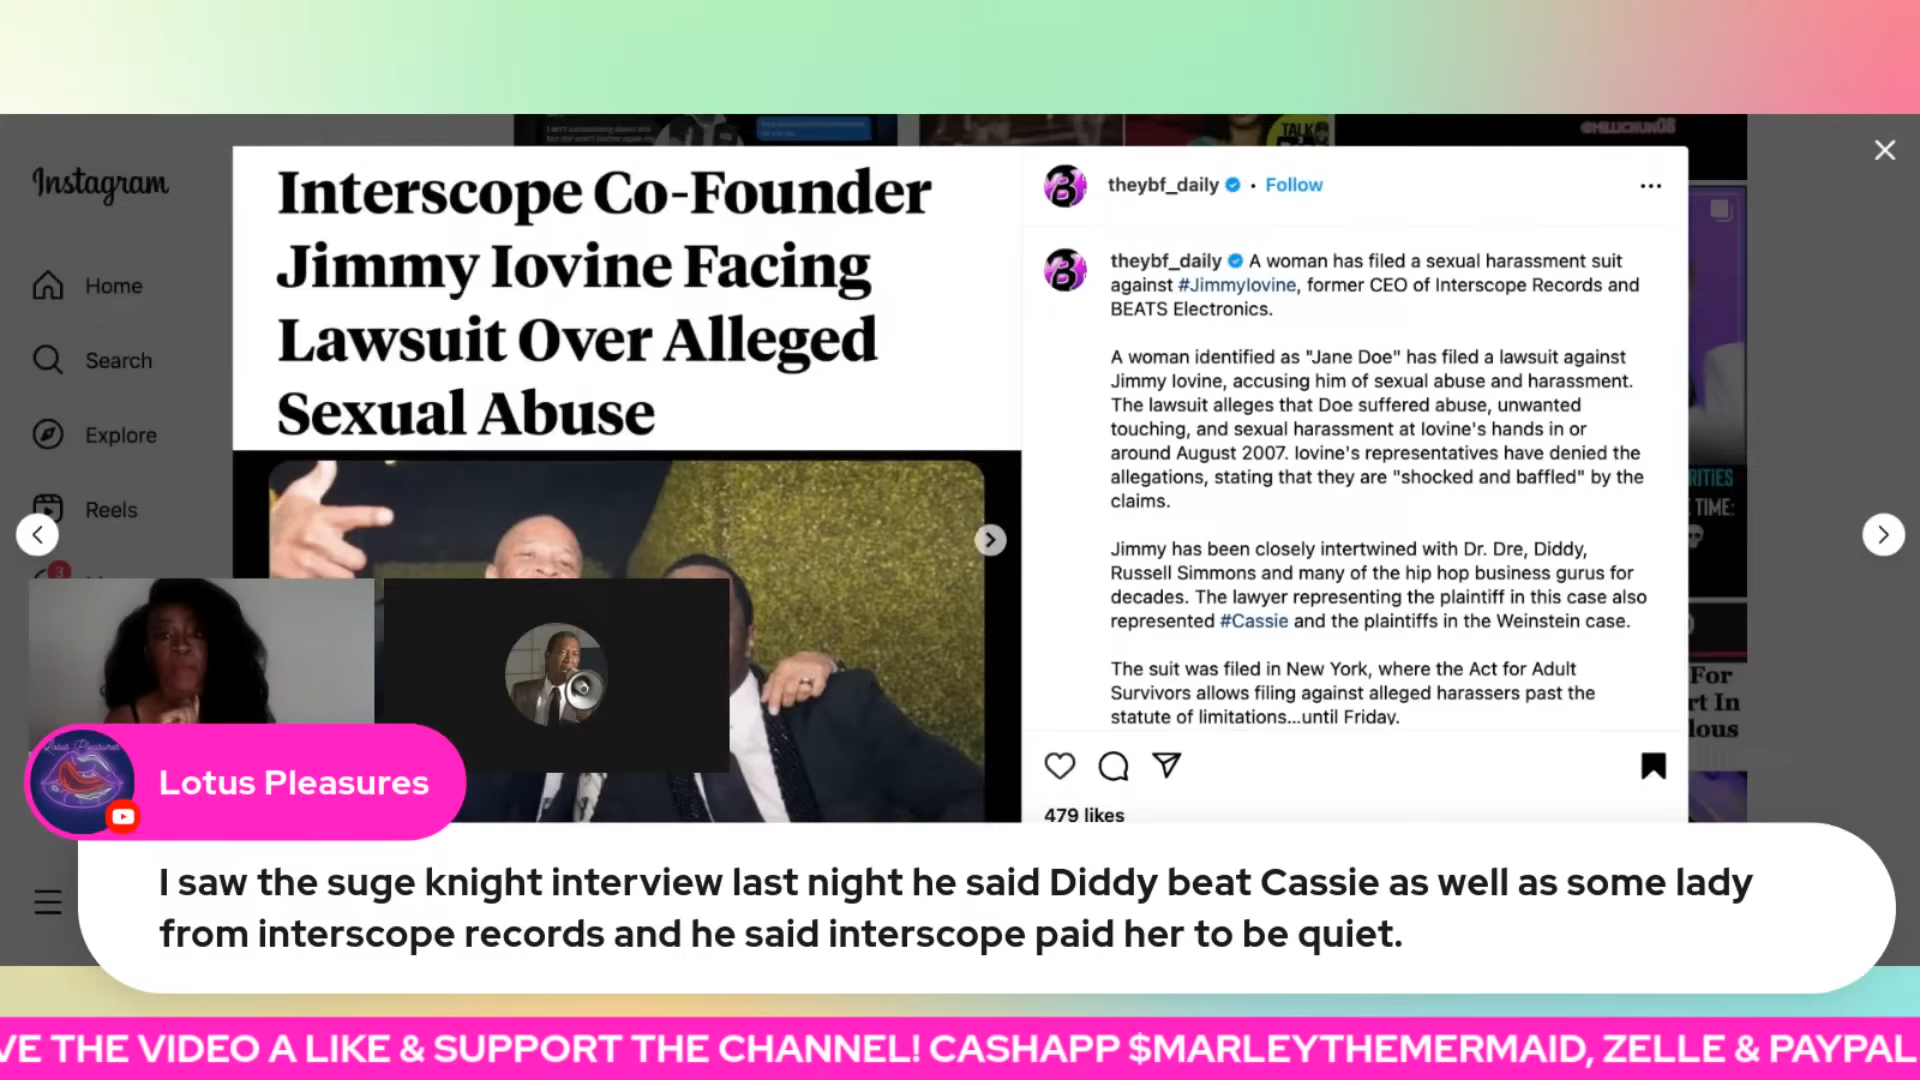 Instagram
Home
Search
Explore
Reels
3
TALK
@MILLICRUN08
Interscope Co-Founder
Jimmy Iovine Facing
Lawsuit Over Alleged
Sexual Abuse
theybf_daily • Follow
theybf_daily A woman has filed a sexual harassment suit
against #JimmyIovine, former CEO of Interscope Records and
BEATS Electronics.
A woman identified as "Jane Doe" has filed a lawsuit against
Jimmy Iovine, accusing him of sexual abuse and harassment.
The lawsuit alleges that Doe suffered abuse, unwanted
touching, and sexual harassment at Iovine's hands in or
around August 2007. Iovine's representatives have denied the
allegations, stating that they are "shocked and baffled" by the
claims.
Jimmy has been closely intertwined with Dr. Dre, Diddy,
Russell Simmons and many of the hip hop business gurus for
decades. The lawyer representing the plaintiff in this case also
represented #Cassie and the plaintiffs in the Weinstein case.
The suit was filed in New York, where the Act for Adult
Survivors allows filing against alleged harassers past the
statute of limitations...until Friday.
479 likes
RITIES
TIME:
For
rt In
lous
Lotus Pleasures
I saw the suge knight interview last night he said Diddy beat Cassie as well as some lady
from interscope records and he said interscope paid her to be quiet.
VE THE VIDEO A LIKE & SUPPORT THE CHANNEL! CASHAPP $MARLEYTHEMERMAID, ZELLE & PAYPAL